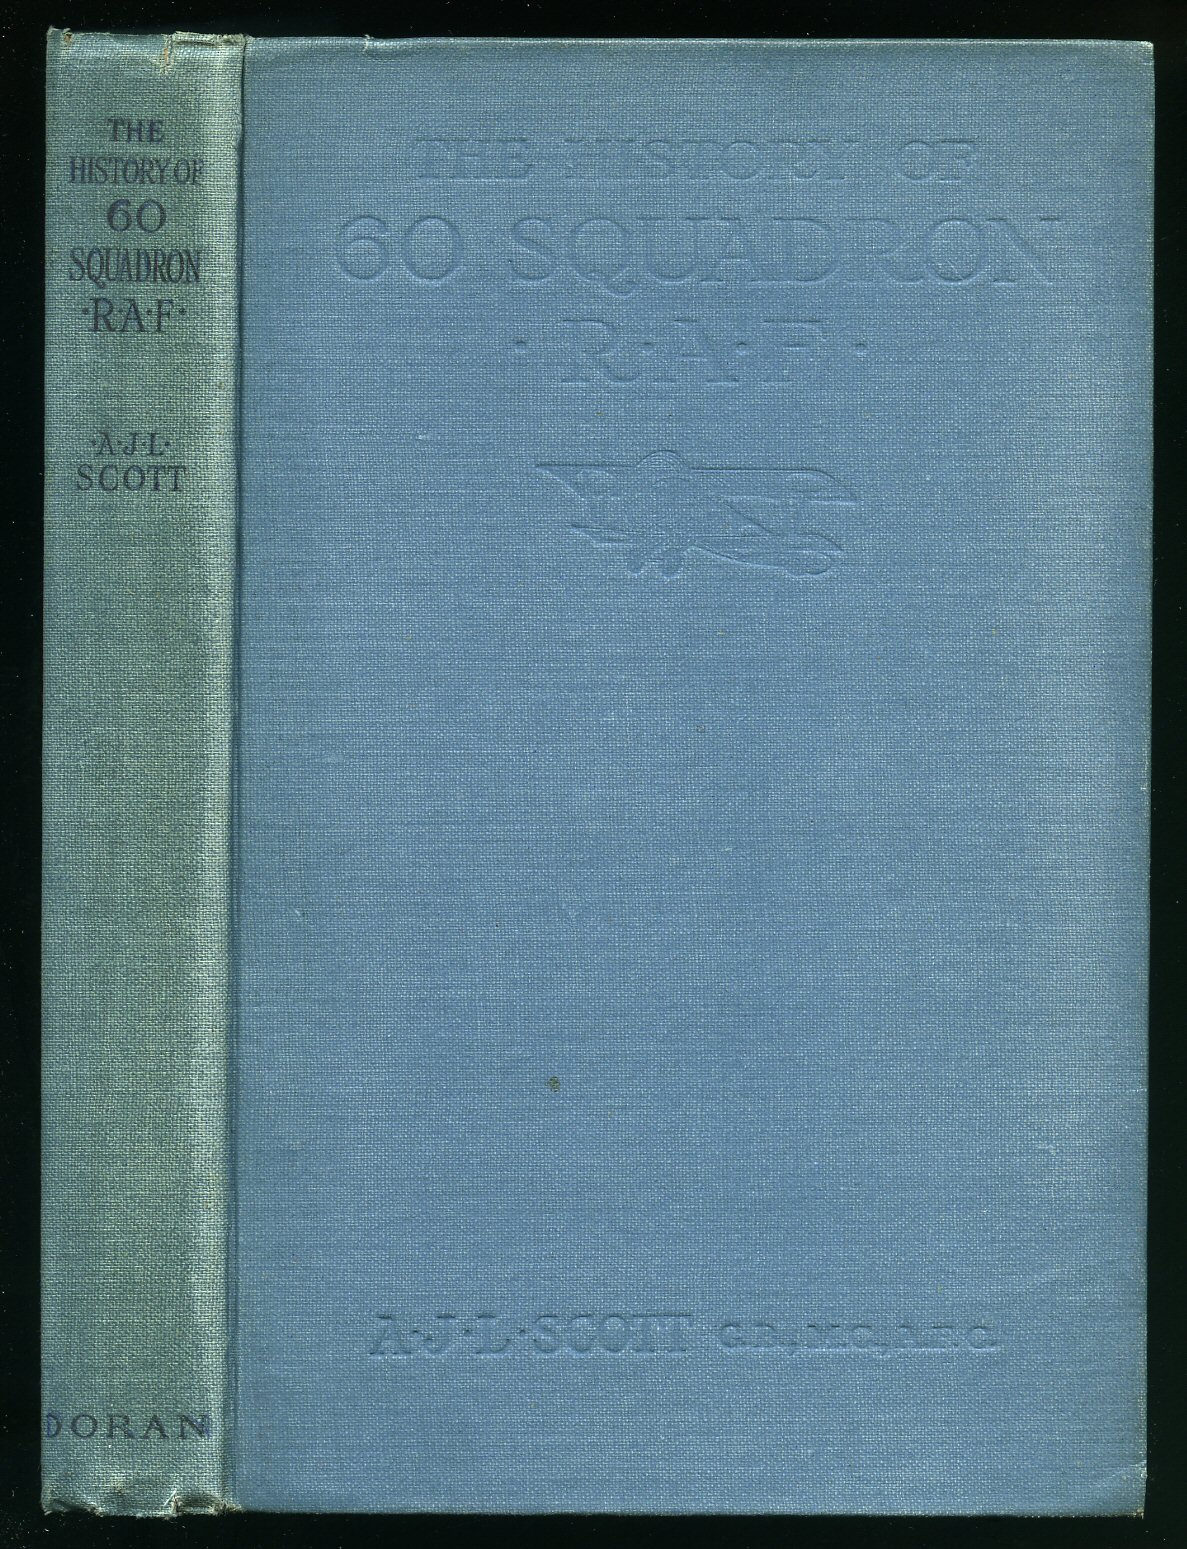 THE
HISTORY OF
60
SQUADRON
·R·A·F·
·A·J·L·
SCOTT
DORAN
THE HISTORY OF
60 SQUADRON
·R·A·F·
A·J·L·SCOTT C.B., M.C., A.F.C.